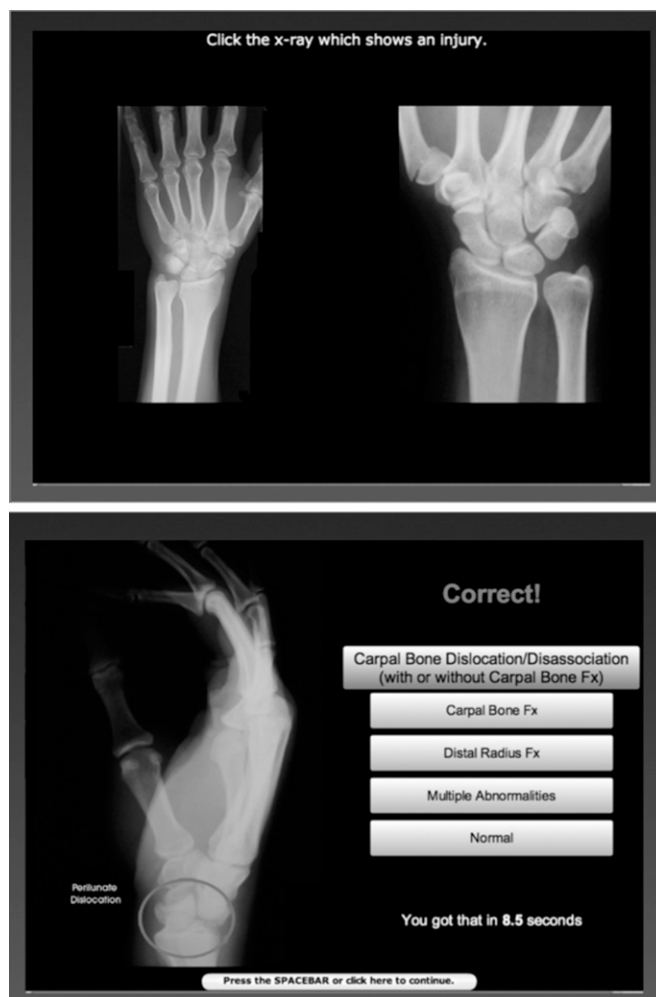 Click the x-ray which shows an injury.
Correct!
Carpal Bone Dislocation/Disassociation
(with or without Carpal Bone Fx)
Carpal Bone Fx
Distal Radius Fx
Multiple Abnormalities
Normal
Perilunate
Dislocation
You got that in 8.5 seconds
Press the SPACEBAR or click here to continue.